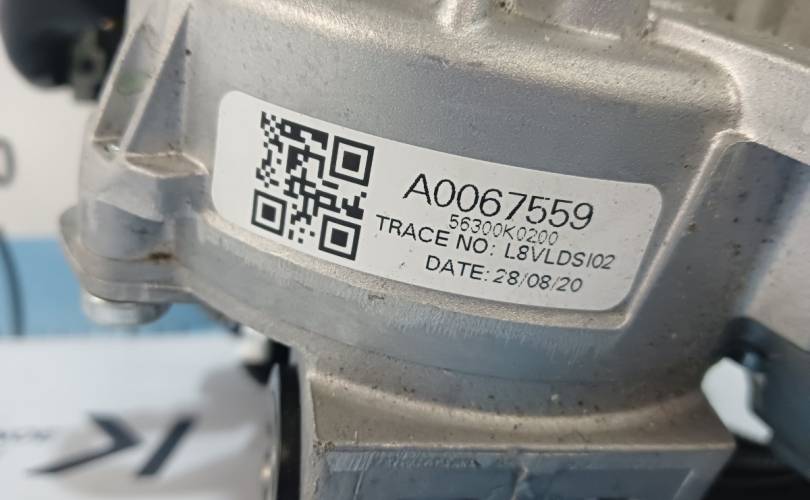 A0067559
56300K0200
TRACE NO: L8VLDSI02
DATE: 28/08/20